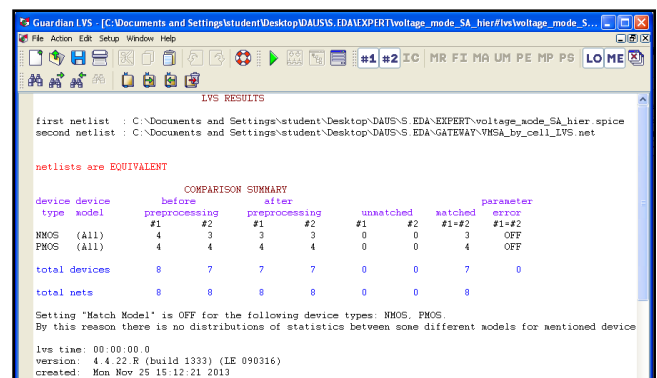 Guardian LVS - [C:\Documents and Settings\student\Desktop\DAUS\S.EDA\EXPERT\voltage_mode_SA_hier#lvs\voltage_mode_S...
File Action Edit Setup Window Help
#1 #2 IC MR FI MA UM PE MP PS LO ME
LVS RESULTS
first netlist : C:\Documents and Settings\student\Desktop\DAUS\S.EDA\EXPERT\voltage_mode_SA_hier.spice
second netlist : C:\Documents and Settings\student\Desktop\DAUS\S.EDA\GATEWAY\VMSA_by_cell_LVS.net
netlists are EQUIVALENT
COMPARISON SUMMARY
device device before after parameter
type model preprocessing preprocessing unmatched matched error
#1 #2 #1 #2 #1 #2 #1=#2 #1=#2
NMOS (All) 4 3 3 3 0 0 3 OFF
PMOS (All) 4 4 4 4 0 0 4 OFF
total devices 8 7 7 7 0 0 7 0
total nets 8 8 8 8 0 0 8
Setting "Match Model" is OFF for the following device types: NMOS, PMOS.
By this reason there is no distributions of statistics between some different models for mentioned device
lvs time: 00:00:00.0
version: 4.4.22.R (build 1333) (LE 090316)
created: Mon Nov 25 15:12:21 2013